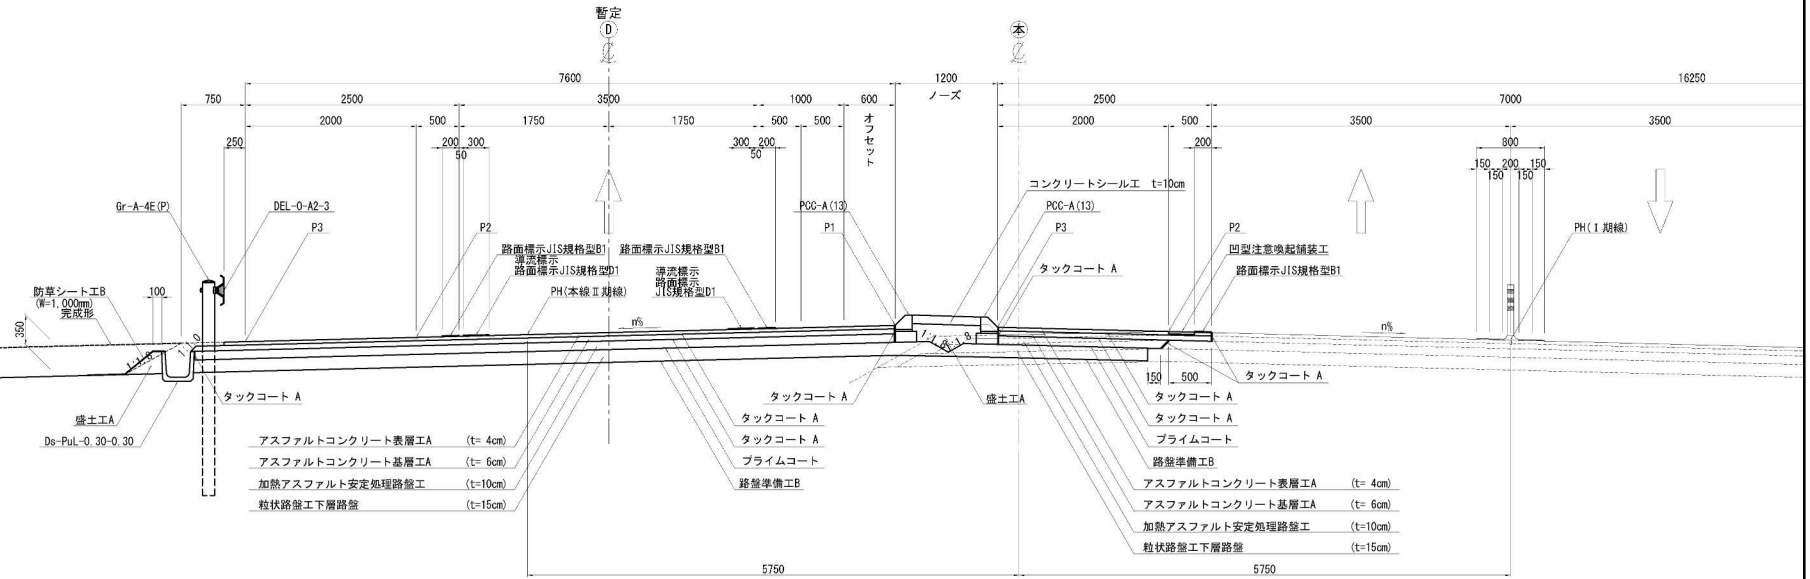 暫定
D
本
7600
1200
16250
ノーズ
750
2500
3500
1000
600
2500
7000
オフセット
2000
500
1750
1750
500
500
2000
500
3500
3500
250
200
300
50
300
200
50
200
800
150
200
150
150
150
コンクリートシールエ t=10cm
Gr-A-4E(P)
DEL-O-A2-3
PCC-A(13)
PCC-A(13)
P3
P2
P1
P3
P2
PH(Ⅰ期線)
路面標示JIS規格型B1
路面標示JIS規格型B1
凹型注意喚起舗装工
導流標示
路面標示JIS規格型D1
導流標示
路面標示
JIS規格型D1
タックコート A
路面標示JIS規格型B1
防草シート工B
(W=1,000mm)
完成形
100
PH(本線Ⅱ期線)
350
n%
n%
1:1.8
1:1.8
150
500
タックコート A
タックコート A
タックコート A
盛土工A
タックコート A
盛土工A
Ds-PuL-0.30-0.30
タックコート A
タックコート A
アスファルトコンクリート表層工A (t= 4cm)
タックコート A
プライムコート
アスファルトコンクリート基層工A (t= 6cm)
プライムコート
路盤準備工B
加熱アスファルト安定処理路盤工 (t=10cm)
路盤準備工B
アスファルトコンクリート表層工A (t= 4cm)
粒状路盤工下層路盤 (t=15cm)
アスファルトコンクリート基層工A (t= 6cm)
加熱アスファルト安定処理路盤工 (t=10cm)
粒状路盤工下層路盤 (t=15cm)
5750
5750